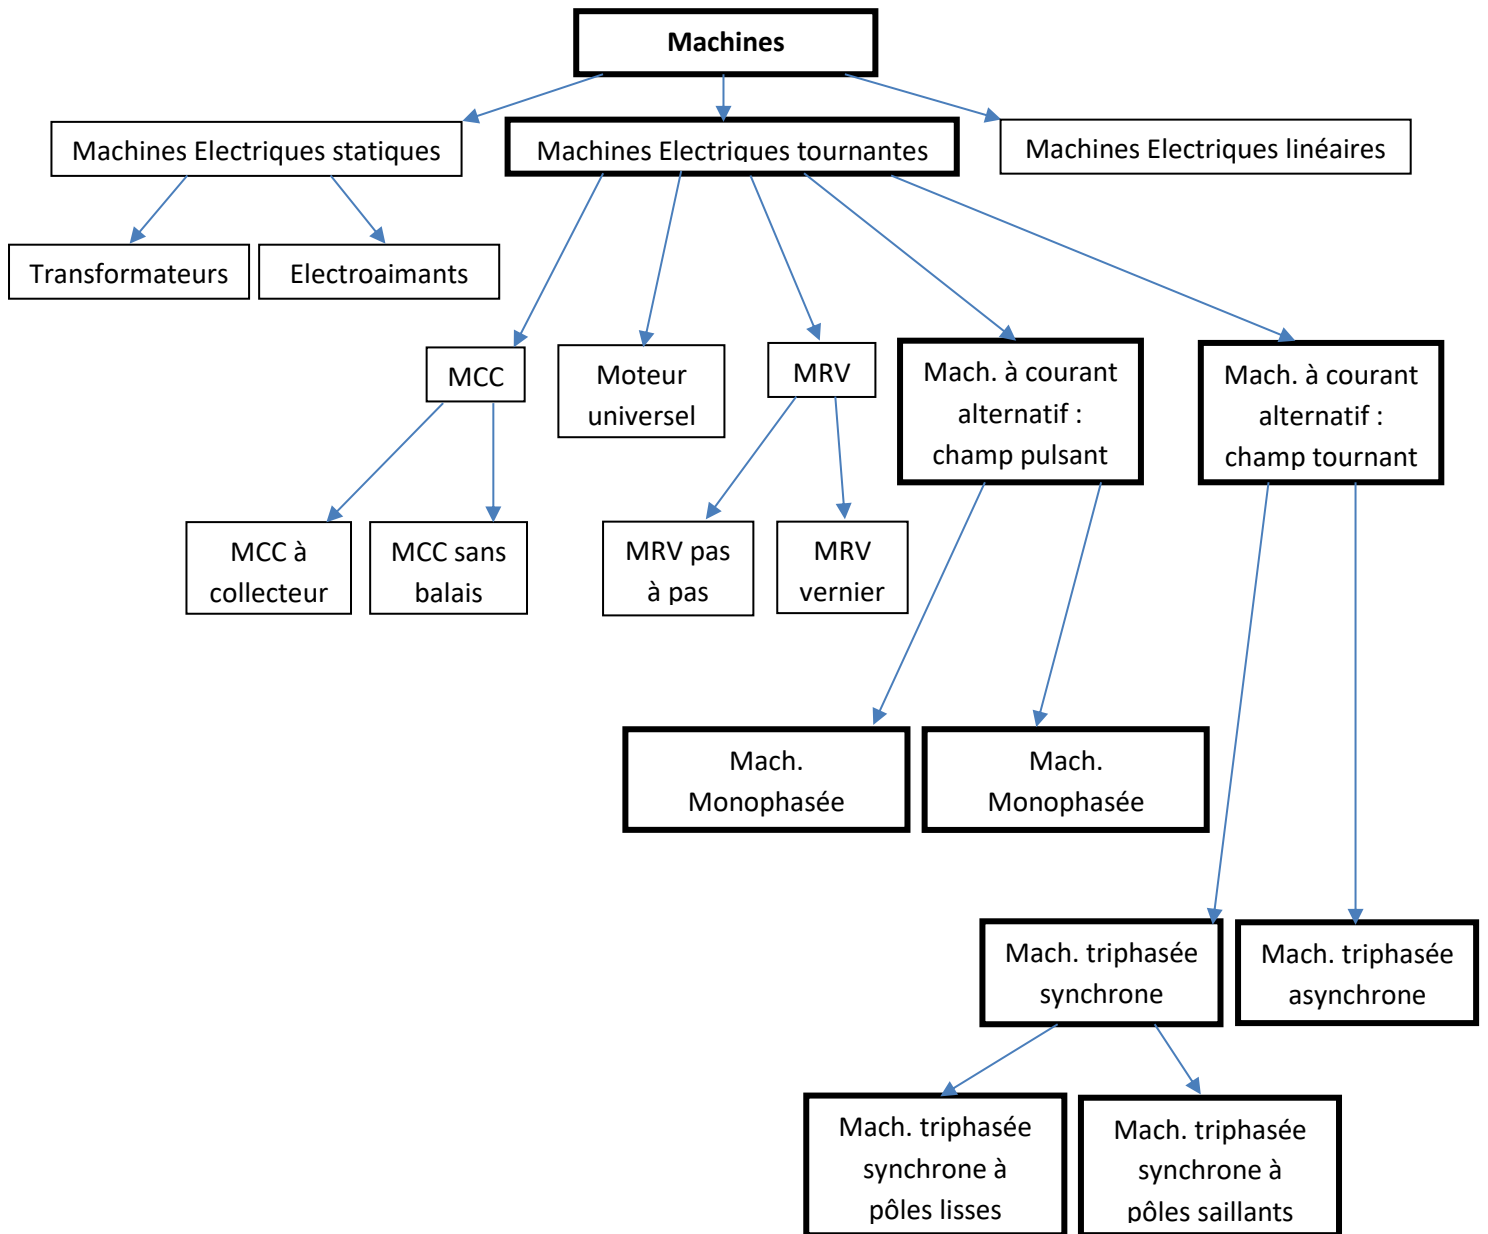 Machines
Machines Electriques statiques
Machines Electriques tournantes
Machines Electriques linéaires
Transformateurs
Electroaimants
MCC
Moteur
universel
MRV
Mach. à courant
alternatif :
champ pulsant
Mach. à courant
alternatif :
champ tournant
MCC à
collecteur
MCC sans
balais
MRV pas
à pas
MRV
vernier
Mach.
Monophasée
Mach.
Monophasée
Mach. triphasée
synchrone
Mach. triphasée
asynchrone
Mach. triphasée
synchrone à
pôles lisses
Mach. triphasée
synchrone à
pôles saillants